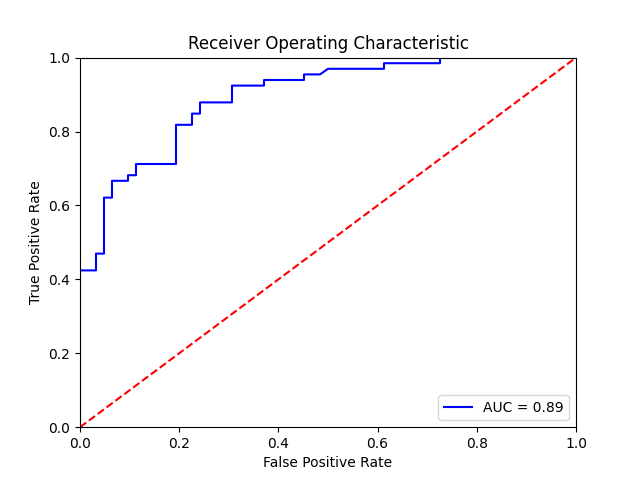 Receiver Operating Characteristic
1.0
0.8
0.6
0.4
0.2
0.0
True Positive Rate
AUC = 0.89
0.0 0.2 0.4 0.6 0.8 1.0
False Positive Rate